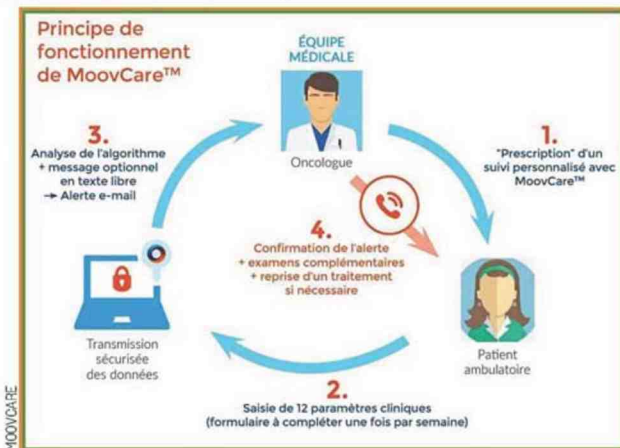 Principe de
fonctionnement
de MoovCare™
ÉQUIPE
MÉDICALE
Oncologue
1.
"Prescription" d'un
suivi personnalisé avec
MoovCare™
3.
Analyse de l'algorithme
+ message optionnel
en texte libre
→ Alerte e-mail
4.
Confirmation de l'alerte
+ examens complémentaires
+ reprise d'un traitement
si nécessaire
Transmission
sécurisée
des données
Patient
ambulatoire
2.
Saisie de 12 paramètres cliniques
(formulaire à compléter une fois par semaine)
MOOVCARE